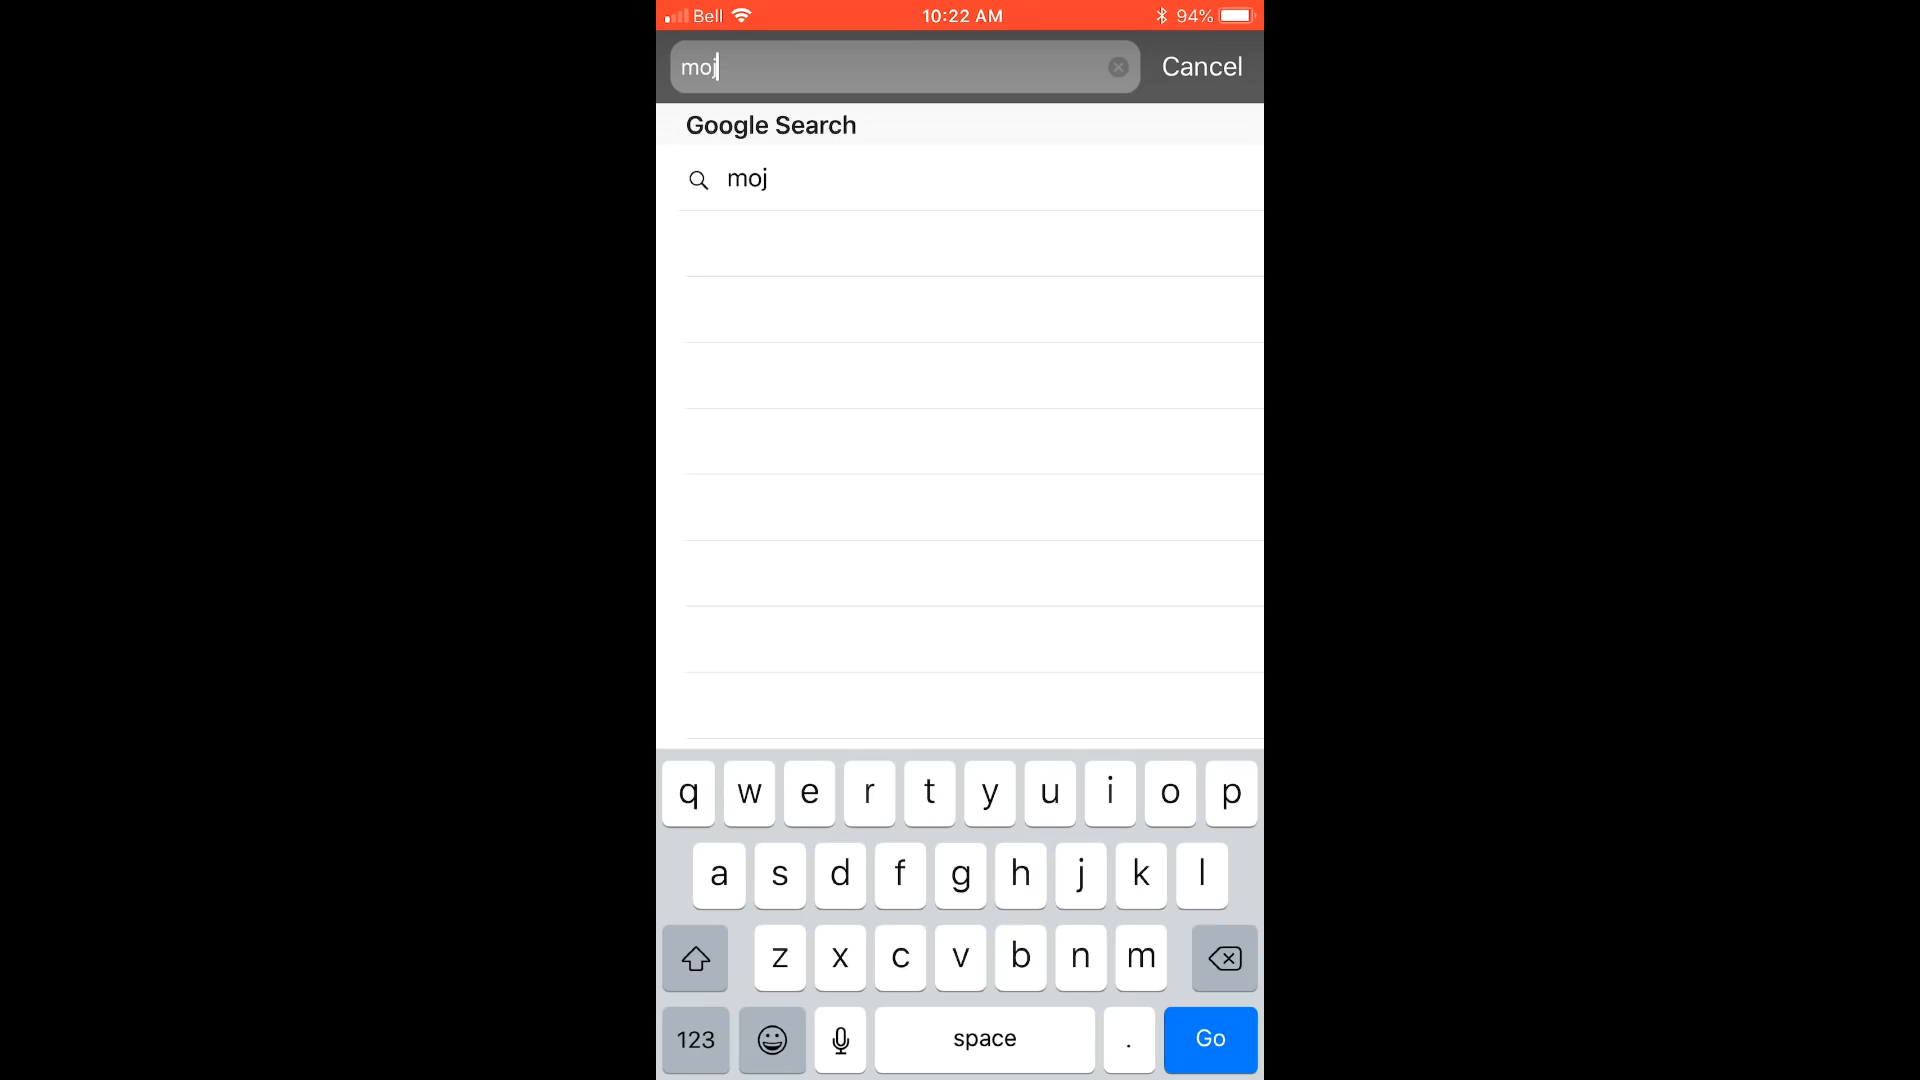 Bell 10:22 AM 94%
moj Cancel
Google Search
moj
q w e r t y u i o p
a s d f g h j k l
z x c v b n m
123 space . Go